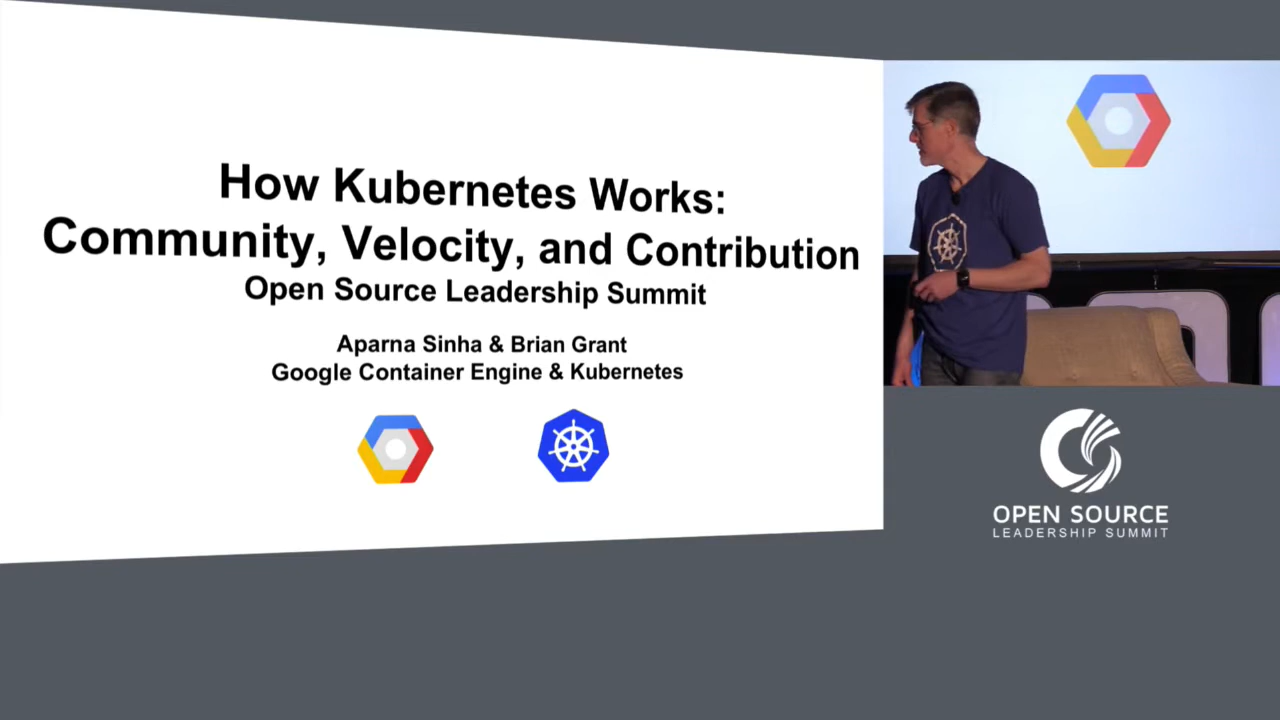 How Kubernetes Works:
Community, Velocity, and Contribution
Open Source Leadership Summit
Aparna Sinha & Brian Grant
Google Container Engine & Kubernetes
OPEN SOURCE
LEADERSHIP SUMMIT